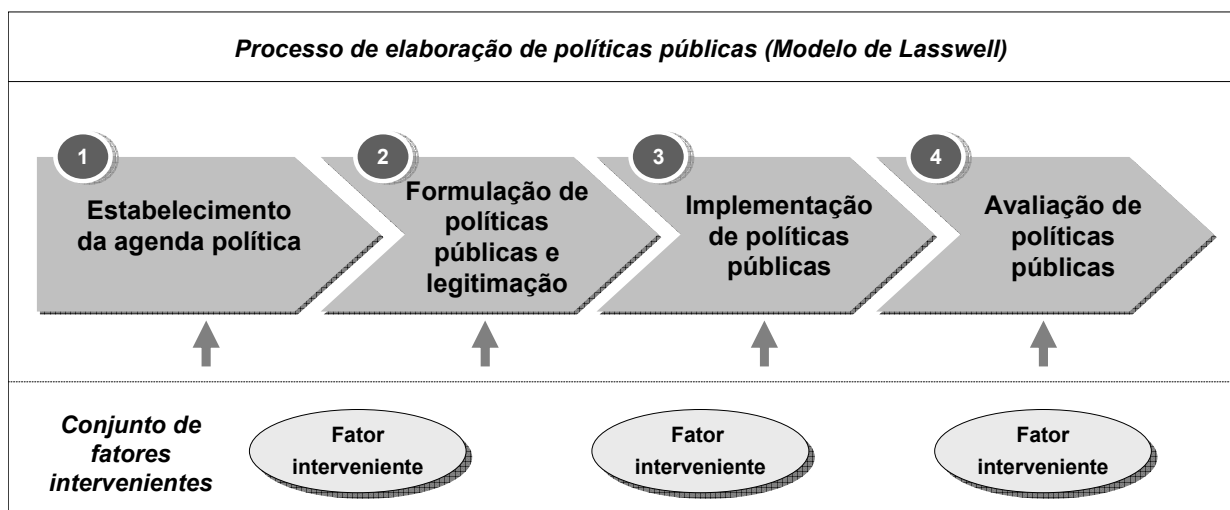 Processo de elaboração de políticas públicas (Modelo de Lasswell)
1
Estabelecimento
da agenda política
2
Formulação de
políticas
públicas e
legitimação
3
Implementação
de políticas
públicas
4
Avaliação de
políticas
públicas
Conjunto de
fatores
intervenientes
Fator
interveniente
Fator
interveniente
Fator
interveniente